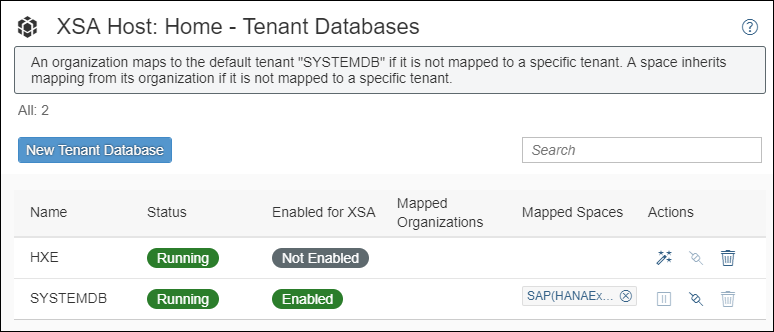 XSA Host: Home - Tenant Databases
An organization maps to the default tenant "SYSTEMDB" if it is not mapped to a specific tenant. A space inherits
mapping from its organization if it is not mapped to a specific tenant.
All: 2
New Tenant Database
Search
Name Status Enabled for XSA Mapped Organizations Mapped Spaces Actions
HXE Running Not Enabled
SYSTEMDB Running Enabled SAP(HANAEx...